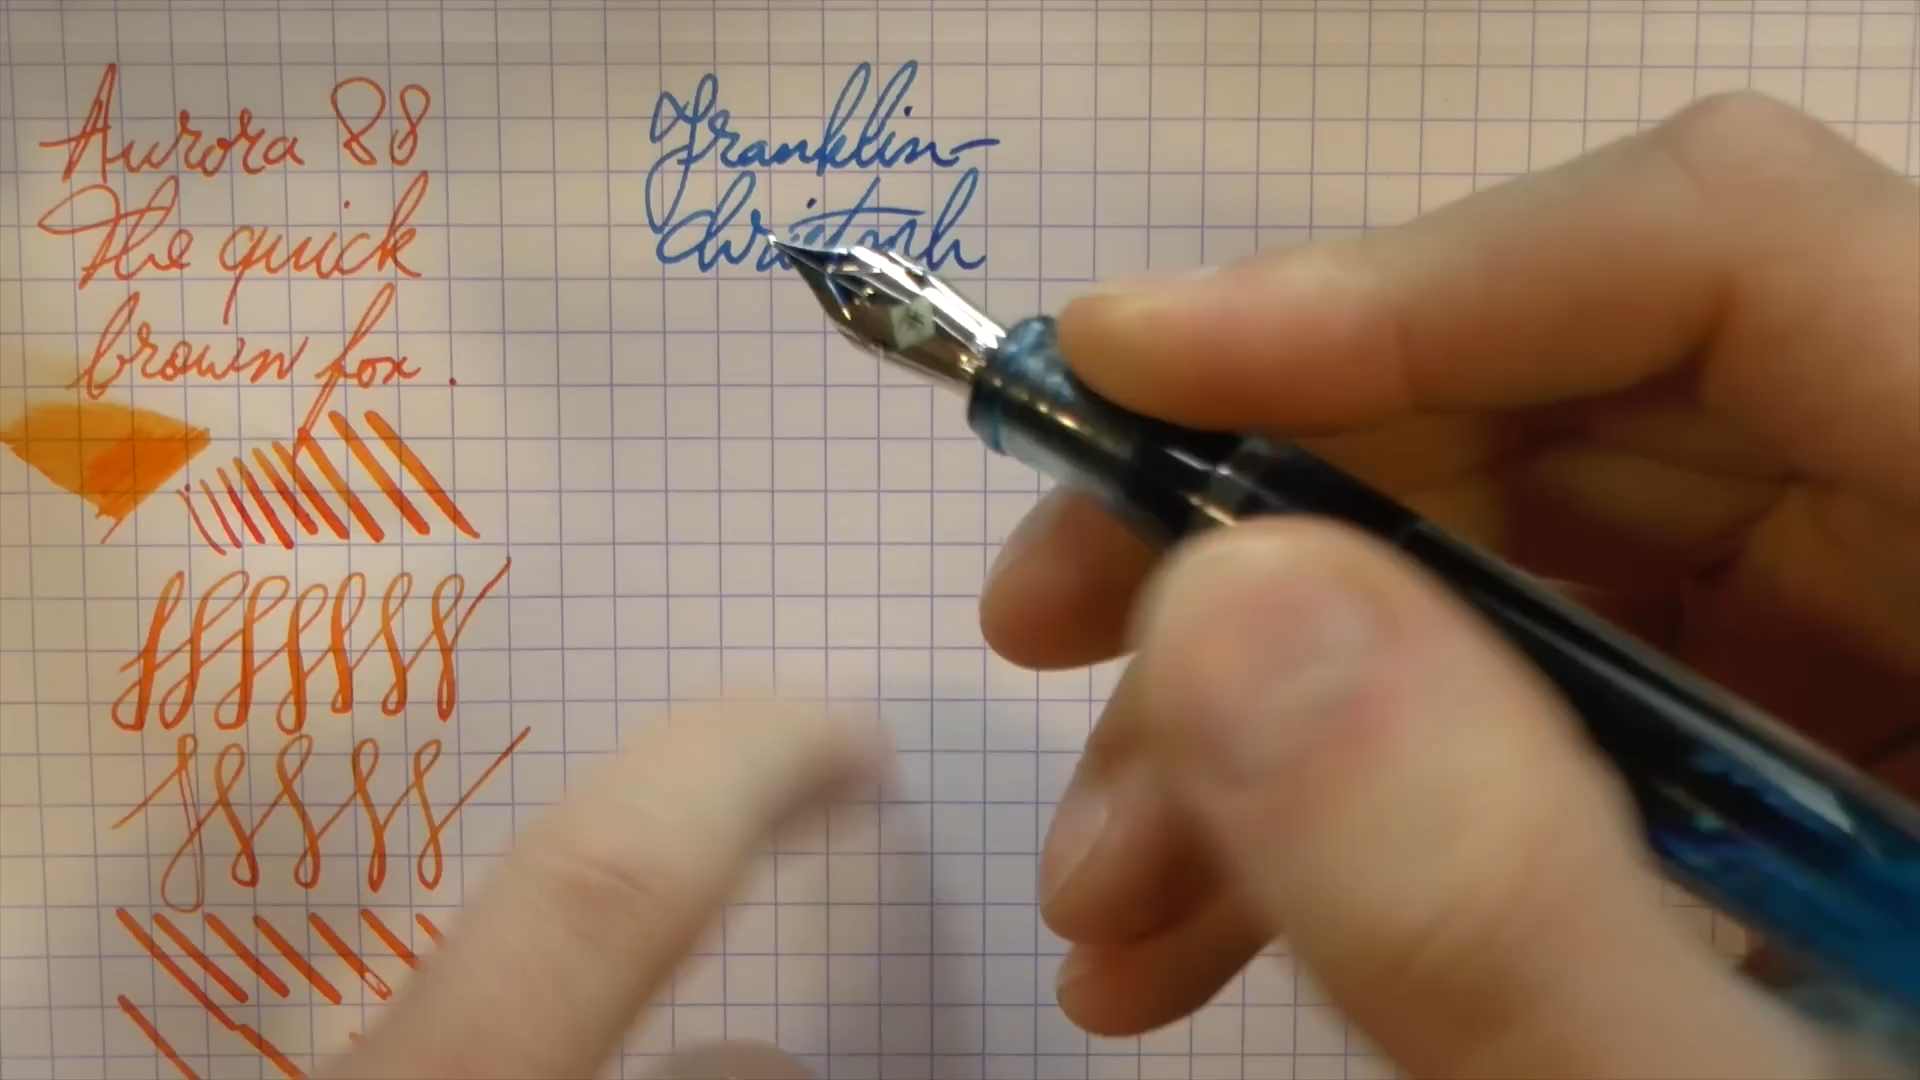 Aurora 88
The quick
brown fox.
Franklin-
Christoph